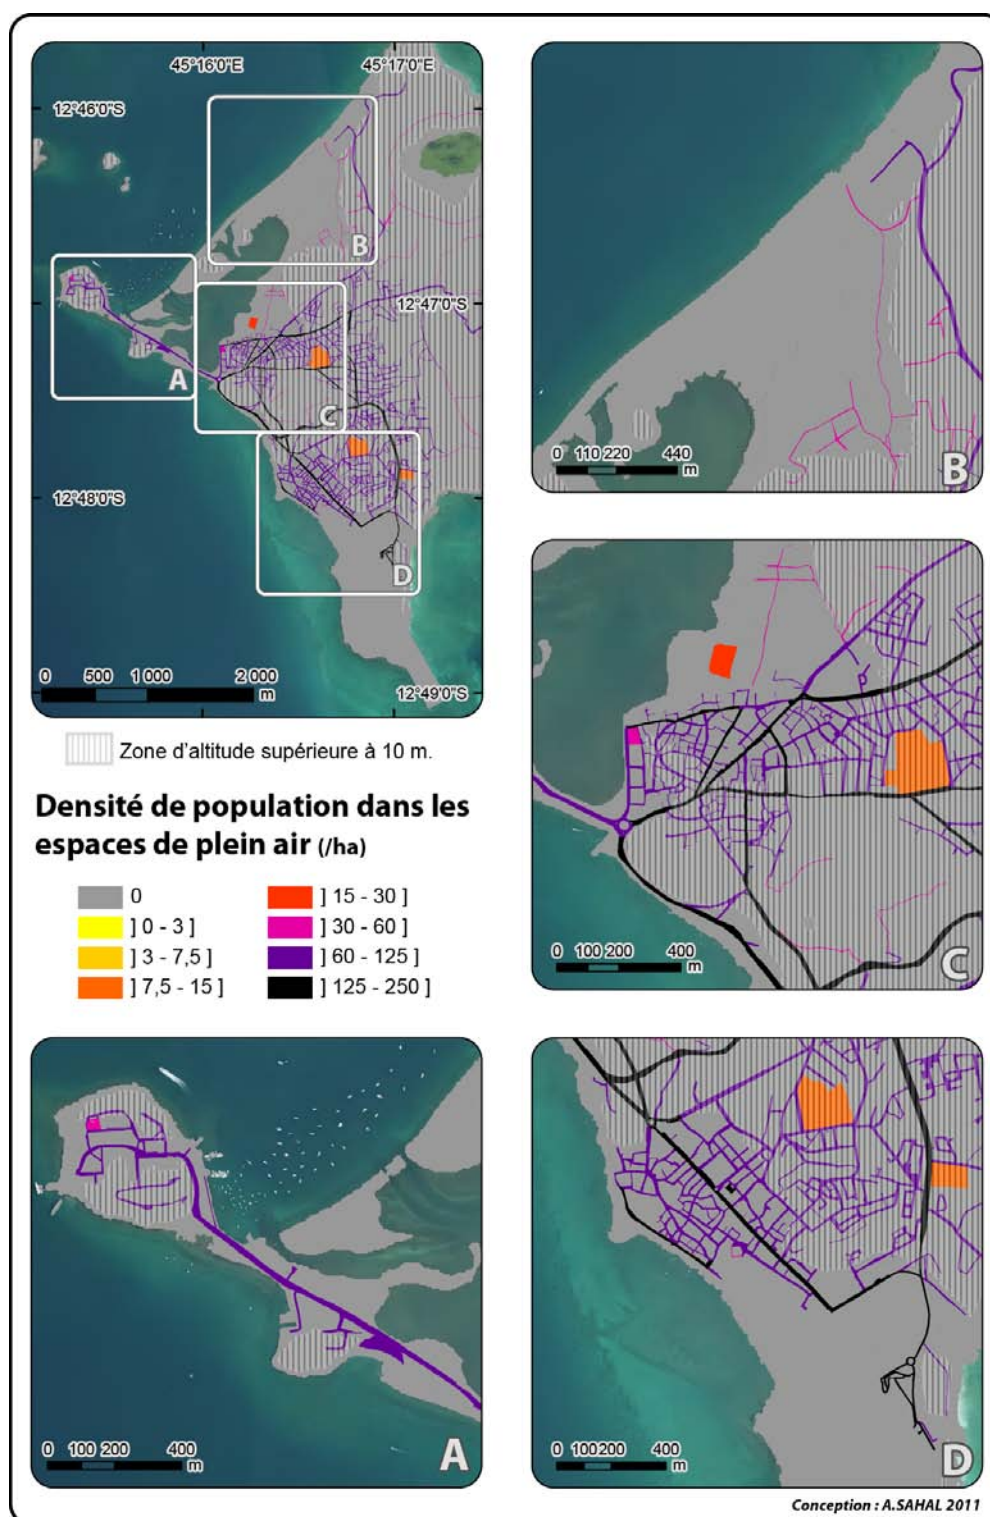 45°16'0"E
45°17'0"E
12°46'0"S
B
12°47'0"S
A
C
12°48'0"S
D
0 500 1 000 2 000
m
12°49'0"S
0 110 220 440
m
B
Zone d'altitude supérieure à 10 m.
Densité de population dans les
espaces de plein air (/ha)
0
] 0 - 3 ]
] 3 - 7,5 ]
] 7,5 - 15 ]
] 15 - 30 ]
] 30 - 60 ]
] 60 - 125 ]
] 125 - 250 ]
0 100 200 400
m
C
0 100 200 400
m
A
0 100200 400
m
D
Conception : A.SAHAL 2011